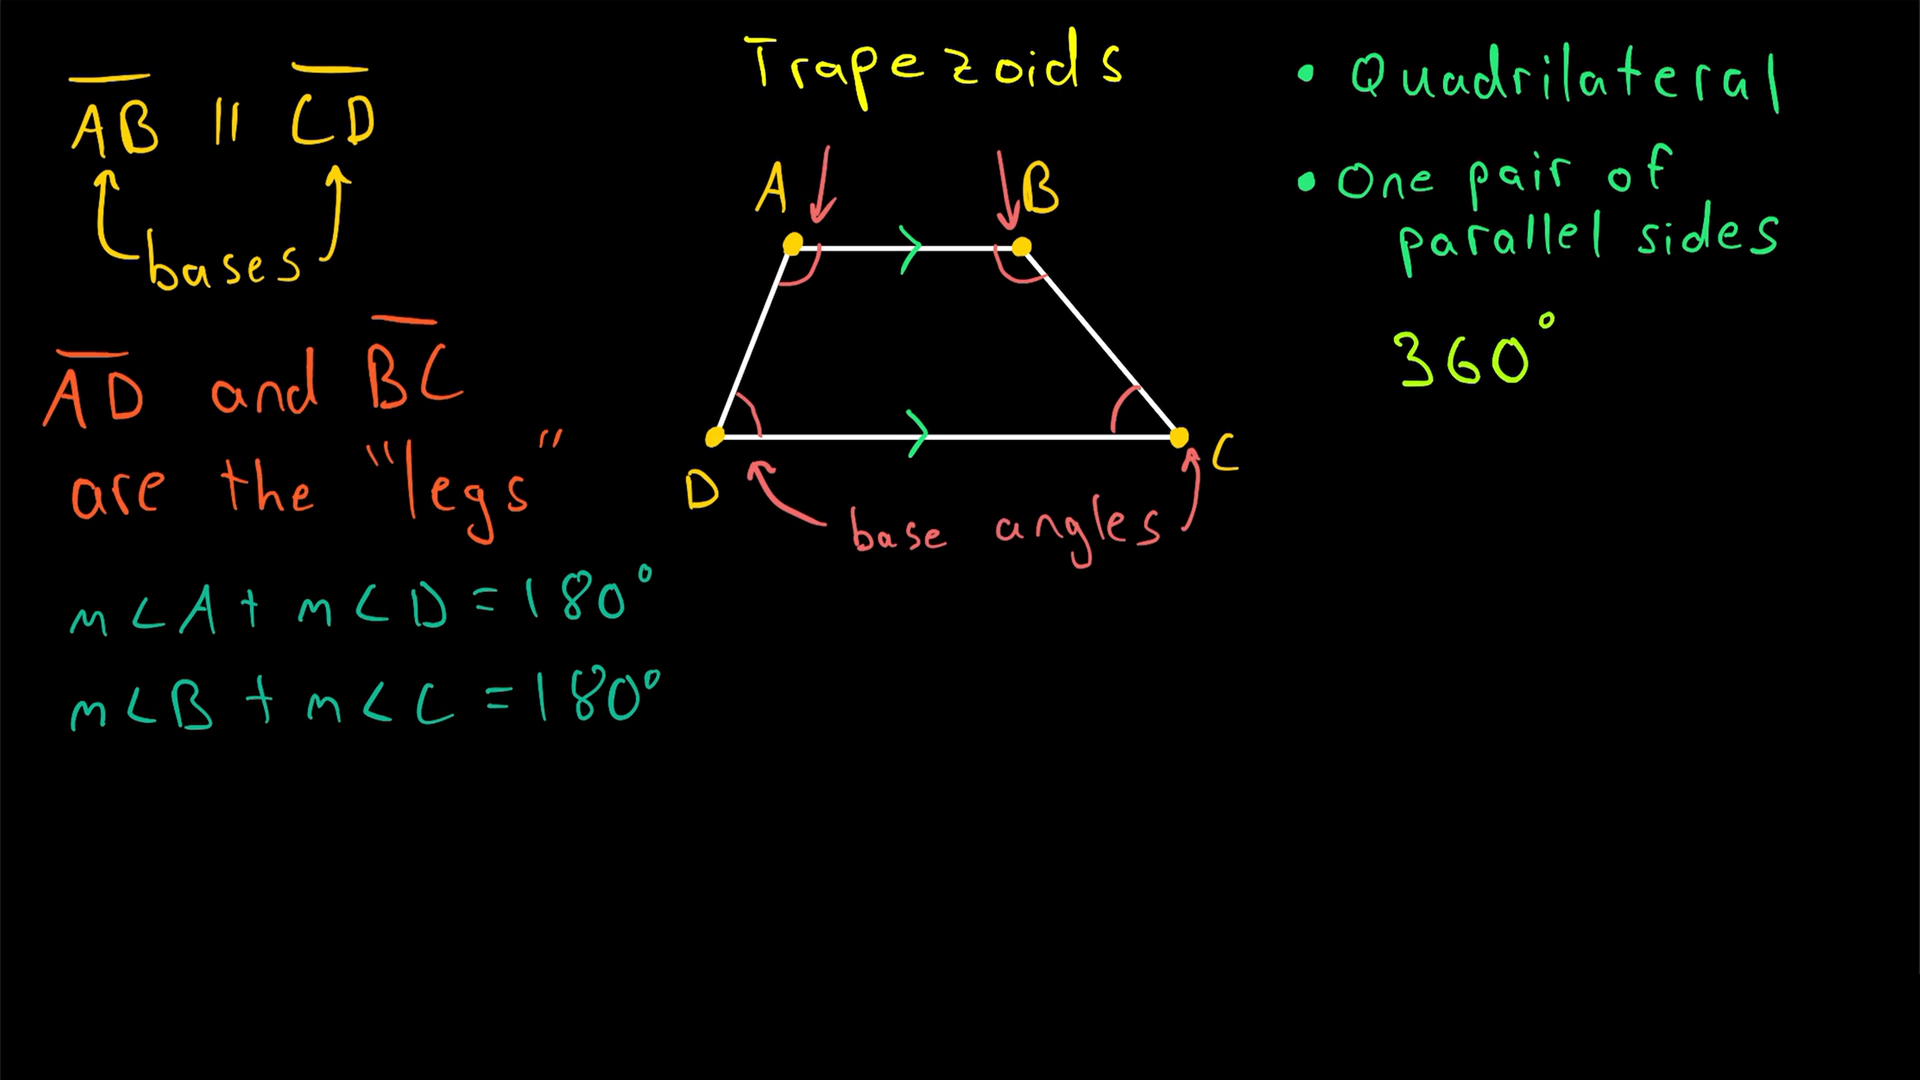 Trapezoids
AB || CD
bases
AD and BC
are the "legs"
m<A + m<D = 180°
m<B + m<C = 180°
A
B
D
C
base angles
• Quadrilateral
• One pair of
parallel sides
360°